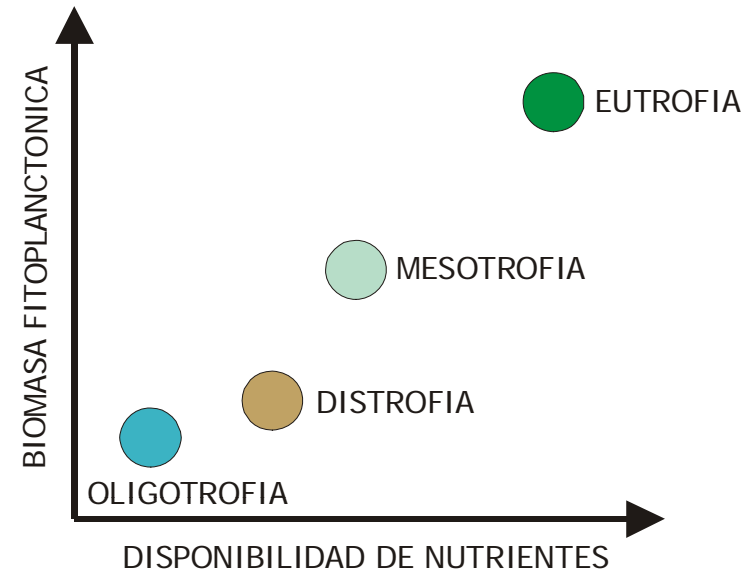 BIOMASA FITOPLANCTONICA
EUTROFIA
MESOTROFIA
DISTROFIA
OLIGOTROFIA
DISPONIBILIDAD DE NUTRIENTES